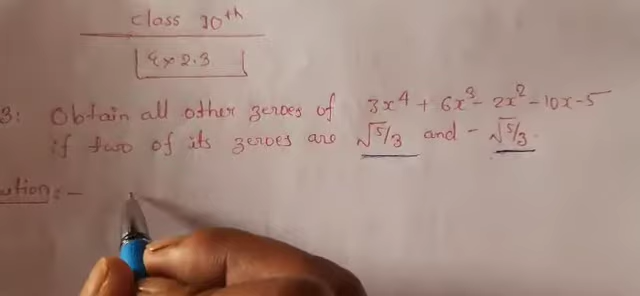 Class 10th
Ex 2.3
3: Obtain all other zeroes of 3x⁴ + 6x³ - 2x² - 10x - 5
if two of its zeroes are √5/3 and - √5/3.
ution :-